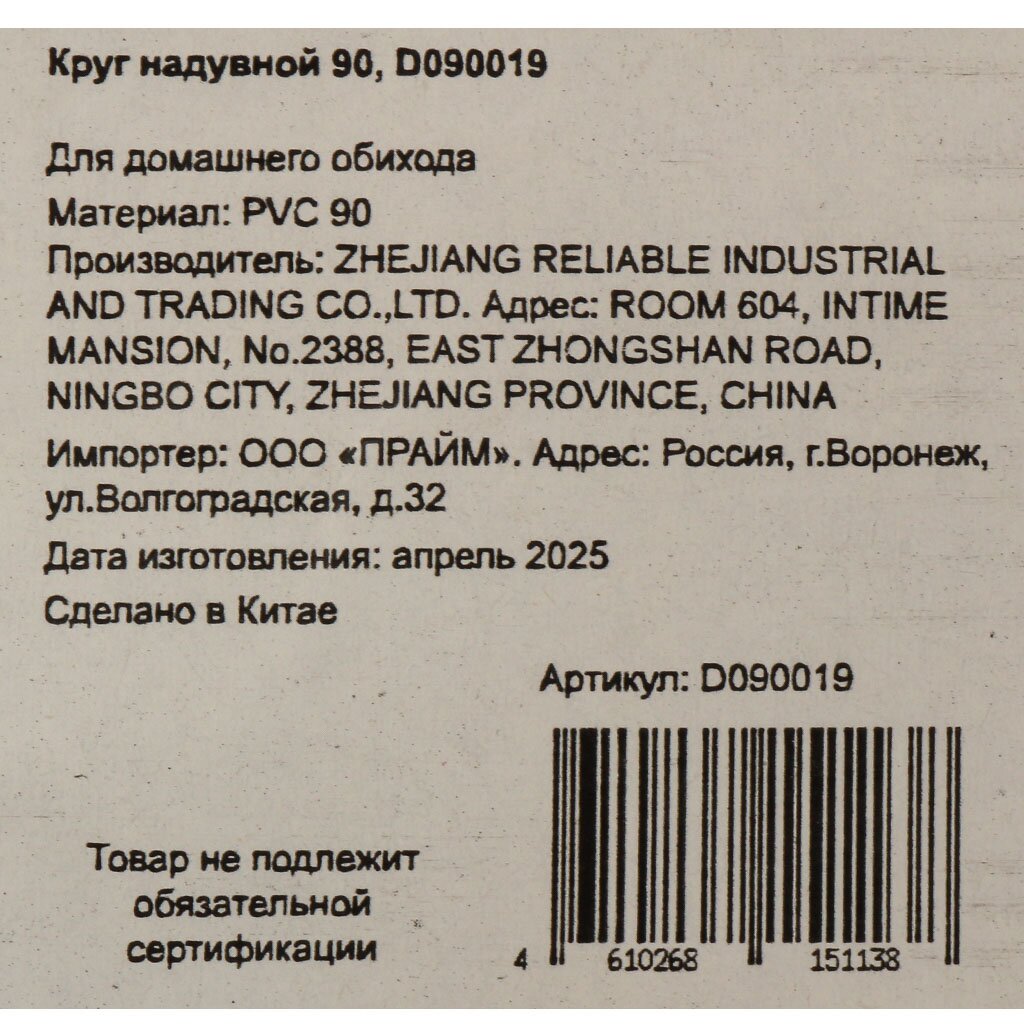 Круг надувной 90, D090019
Для домашнего обихода
Материал: PVC 90
Производитель: ZHEJIANG RELIABLE INDUSTRIAL
AND TRADING CO.,LTD. Адрес: ROOM 604, INTIME
MANSION, No.2388, EAST ZHONGSHAN ROAD,
NINGBO CITY, ZHEJIANG PROVINCE, CHINA
Импортер: ООО «ПРАЙМ». Адрес: Россия, г.Воронеж,
ул.Волгоградская, д.32
Дата изготовления: апрель 2025
Сделано в Китае
Артикул: D090019
Товар не подлежит
обязательной
сертификации
4 610268 151138